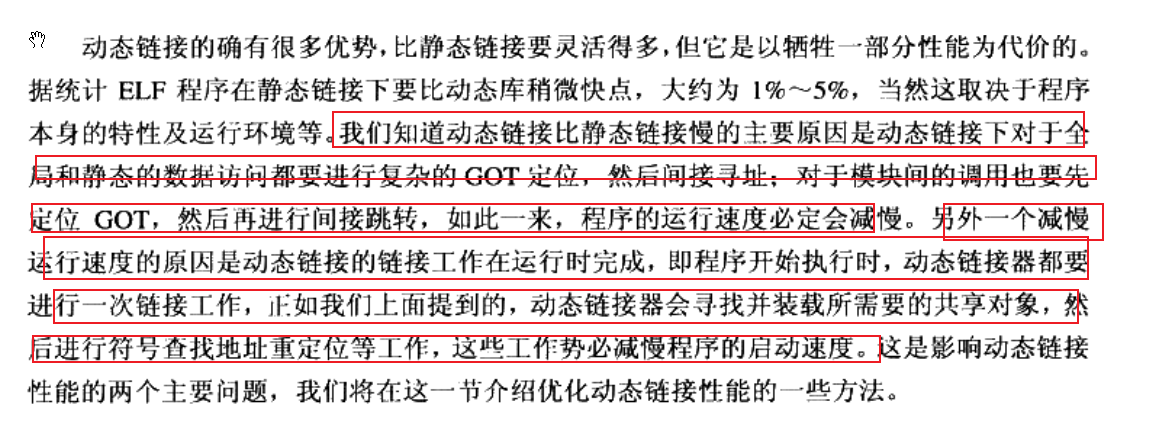 动态链接的确有很多优势，比静态链接要灵活得多，但它是以牺牲一部分性能为代价的。
据统计 ELF 程序在静态链接下要比动态库稍微快点，大约为 1%～5%，当然这取决于程序
本身的特性及运行环境等。我们知道动态链接比静态链接慢的主要原因是动态链接下对于全
局和静态的数据访问都要进行复杂的 GOT 定位，然后间接寻址；对于模块间的调用也要先
定位 GOT，然后再进行间接跳转，如此一来，程序的运行速度必定会减慢。另外一个减慢
运行速度的原因是动态链接的链接工作在运行时完成，即程序开始执行时，动态链接器都要
进行一次链接工作，正如我们上面提到的，动态链接器会寻找并装载所需要的共享对象，然
后进行符号查找地址重定位等工作，这些工作势必减慢程序的启动速度。这是影响动态链接
性能的两个主要问题，我们将在这一节介绍优化动态链接性能的一些方法。